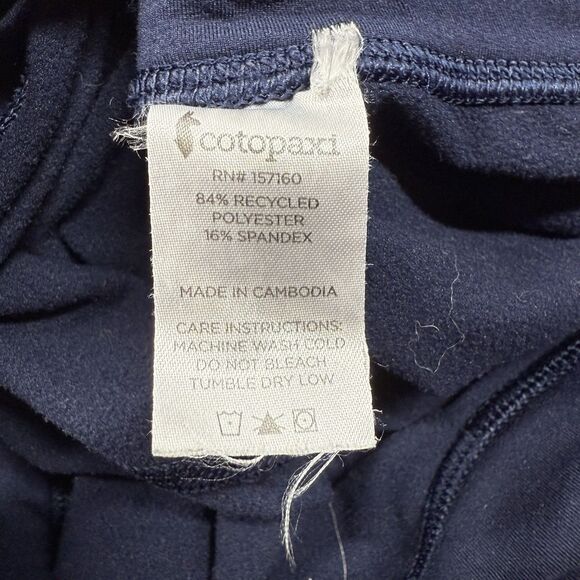 cotopaxi
RN# 157160
84% RECYCLED
POLYESTER
16% SPANDEX
MADE IN CAMBODIA
CARE INSTRUCTIONS:
MACHINE WASH COLD
DO NOT BLEACH
TUMBLE DRY LOW